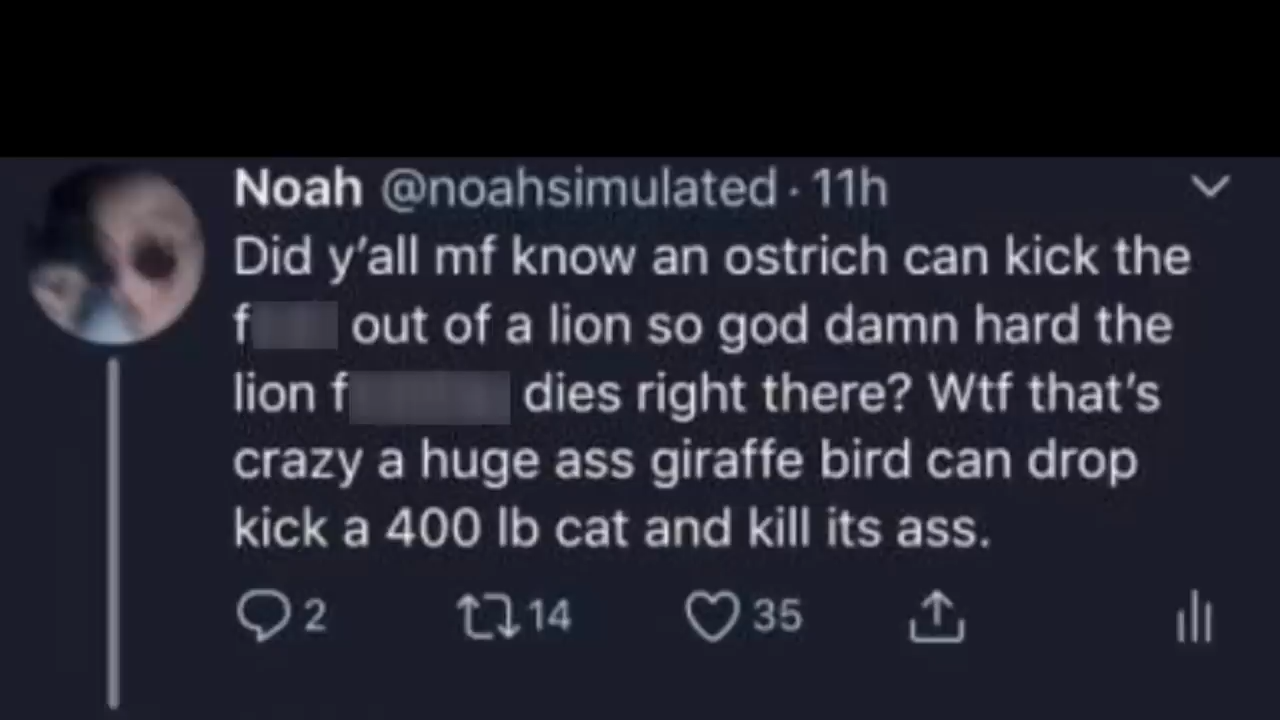 Noah @noahsimulated · 11h
Did y'all mf know an ostrich can kick the
f out of a lion so god damn hard the
lion f dies right there? Wtf that's
crazy a huge ass giraffe bird can drop
kick a 400 lb cat and kill its ass.
2 14 35